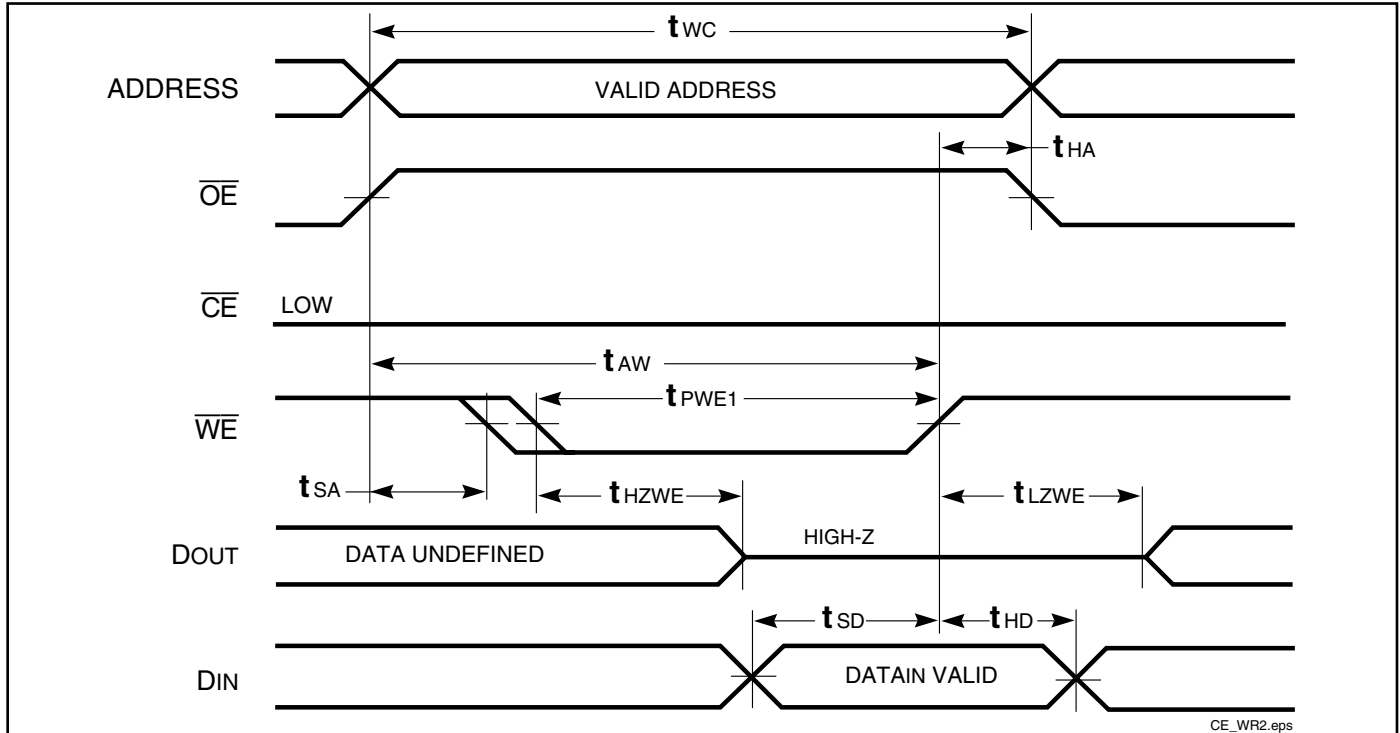 tWC
ADDRESS VALID ADDRESS
tHA
OE
CE LOW
tAW
tPWE1
WE
tSA tHZWE tLZWE
DOUT DATA UNDEFINED HIGH-Z
tSD tHD
DIN DATAIN VALID
CE_WR2.eps